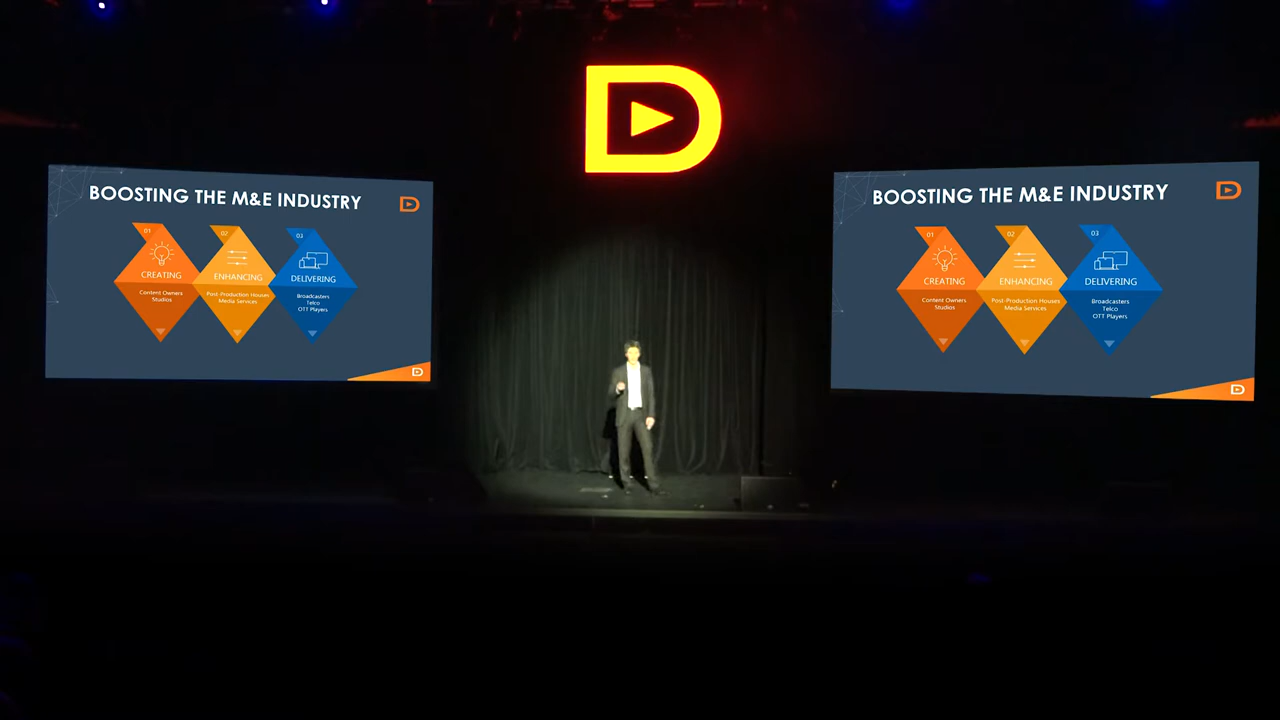 D
BOOSTING THE M&E INDUSTRY
D
01
02
03
CREATING
ENHANCING
DELIVERING
Content Owners
Studios
Post-Production Houses
Media Services
Broadcasters
Telco
OTT Players
D
BOOSTING THE M&E INDUSTRY
D
01
02
03
CREATING
ENHANCING
DELIVERING
Content Owners
Studios
Post-Production Houses
Media Services
Broadcasters
Telco
OTT Players
D